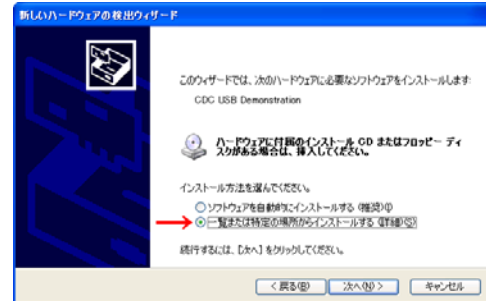 新しいハードウェアの検出ウィザード
このウィザードでは、次のハードウェアに必要なソフトウェアをインストールします:
CDC USB Demonstration
ハードウェアに付属のインストール CD またはフロッピー ディ
スクがある場合は、挿入してください。
インストール方法を選んでください。
ソフトウェアを自動的にインストールする (推奨)(I)
一覧または特定の場所からインストールする (詳細)(S)
続行するには、[次へ] をクリックしてください。
< 戻る(B) 次へ(N) > キャンセル